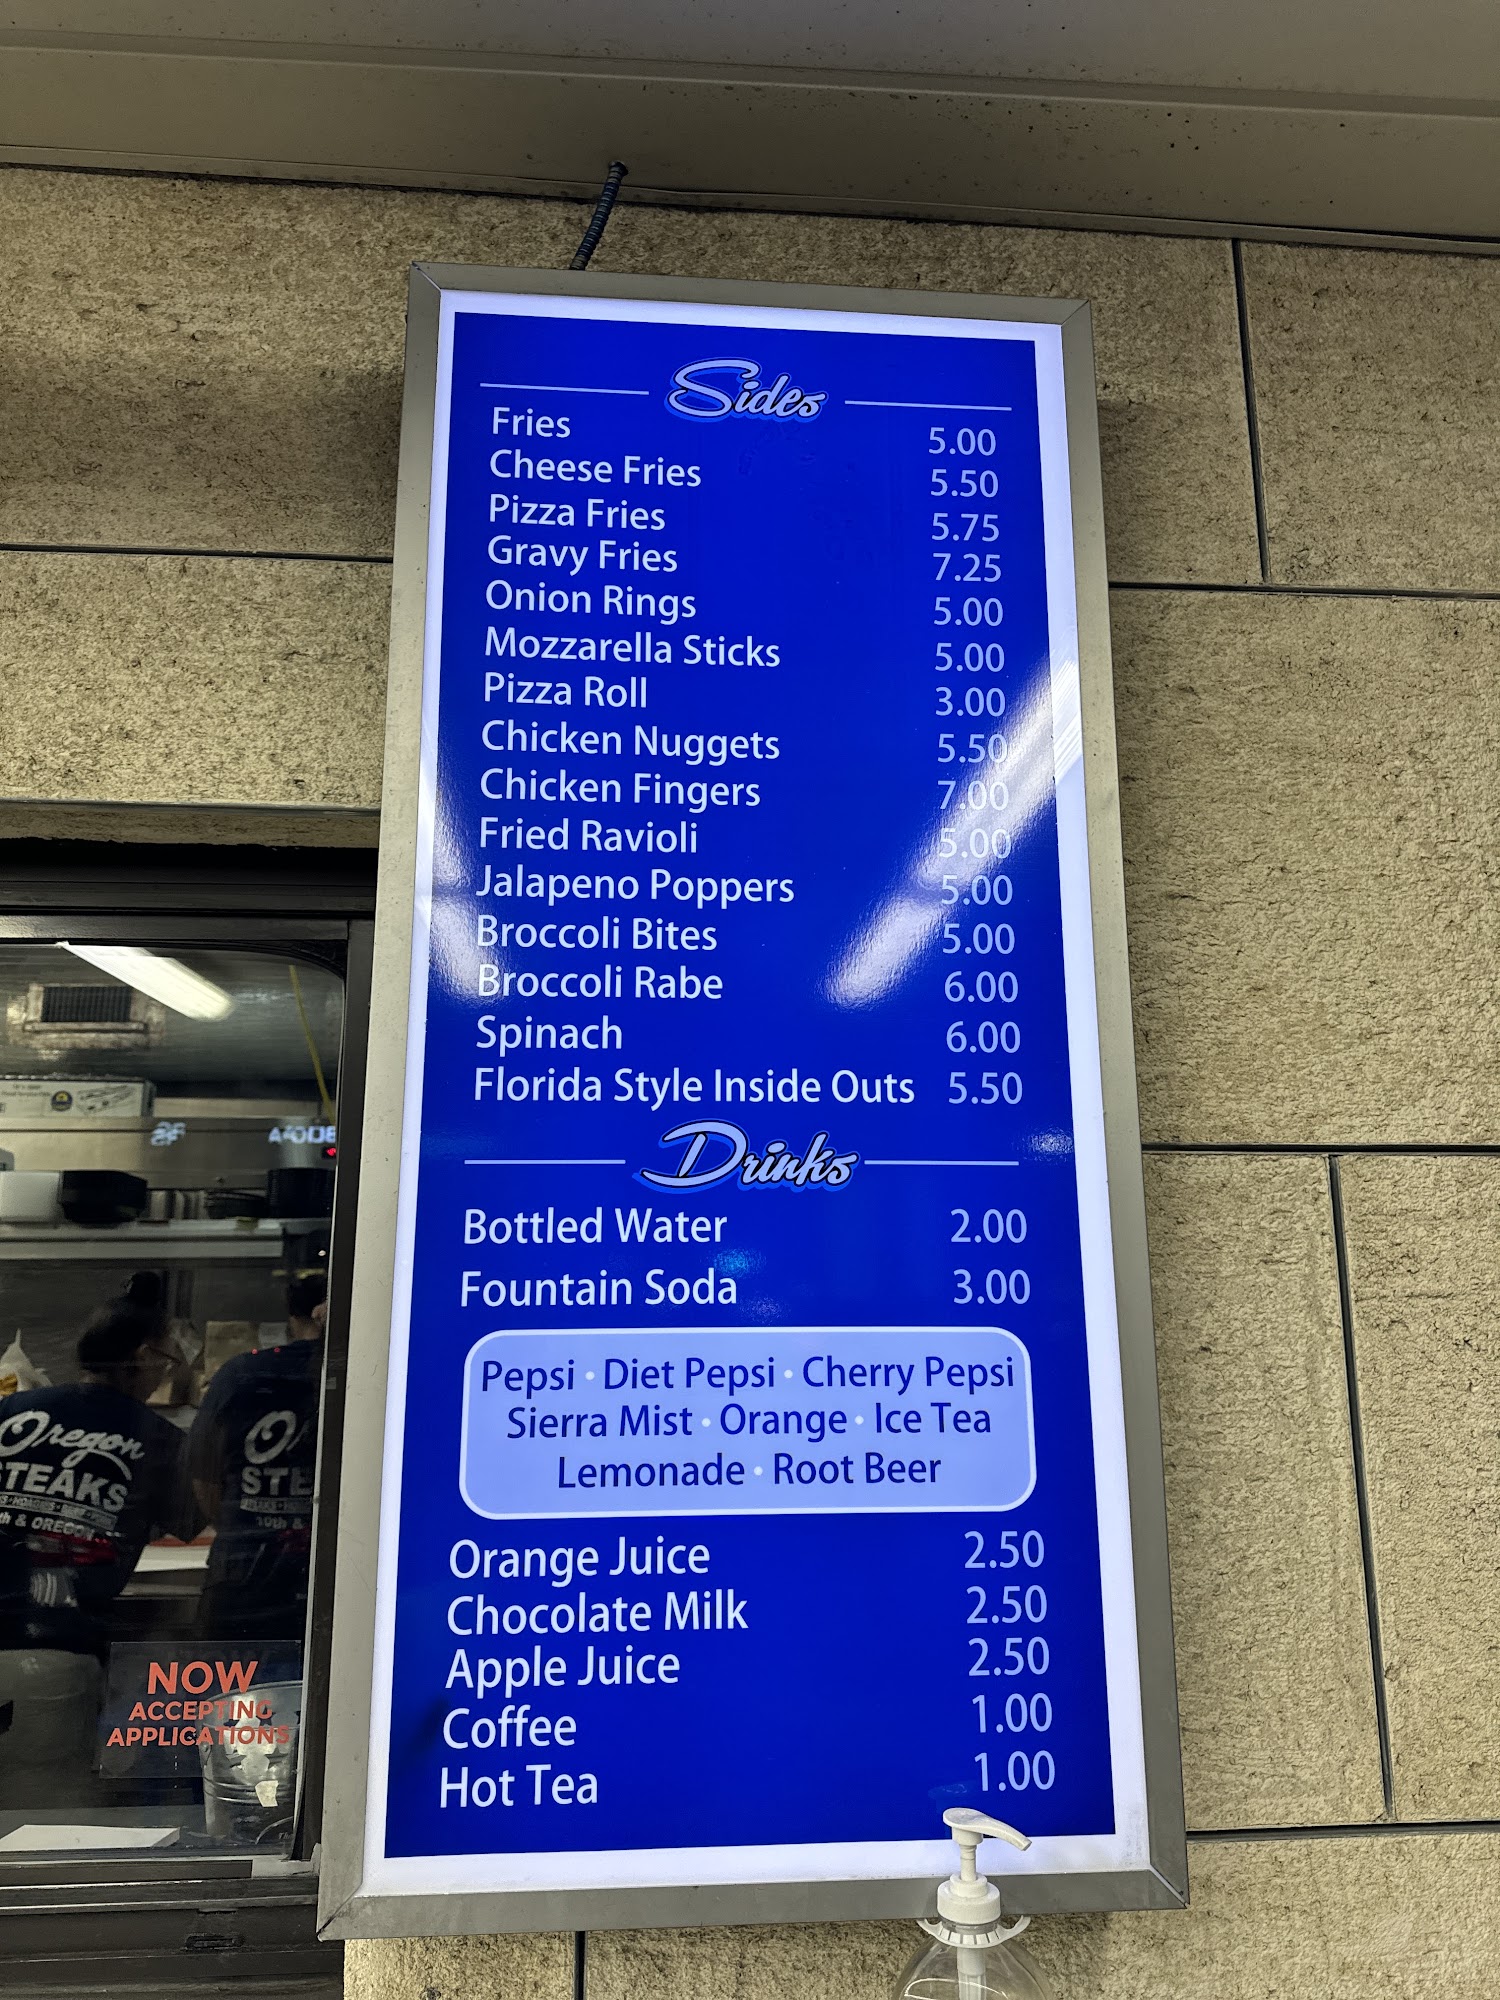 Sides
Fries 5.00
Cheese Fries 5.50
Pizza Fries 5.75
Gravy Fries 7.25
Onion Rings 5.00
Mozzarella Sticks 5.00
Pizza Roll 3.00
Chicken Nuggets 5.50
Chicken Fingers 7.00
Fried Ravioli 5.00
Jalapeno Poppers 5.00
Broccoli Bites 5.00
Broccoli Rabe 6.00
Spinach 6.00
Florida Style Inside Outs 5.50
Drinks
Bottled Water 2.00
Fountain Soda 3.00
Pepsi · Diet Pepsi · Cherry Pepsi
Sierra Mist · Orange · Ice Tea
Lemonade · Root Beer
Orange Juice 2.50
Chocolate Milk 2.50
Apple Juice 2.50
Coffee 1.00
Hot Tea 1.00
Oregon
STEAKS
& OREGON
STE
10th &
NOW
ACCEPTING
APPLICATIONS